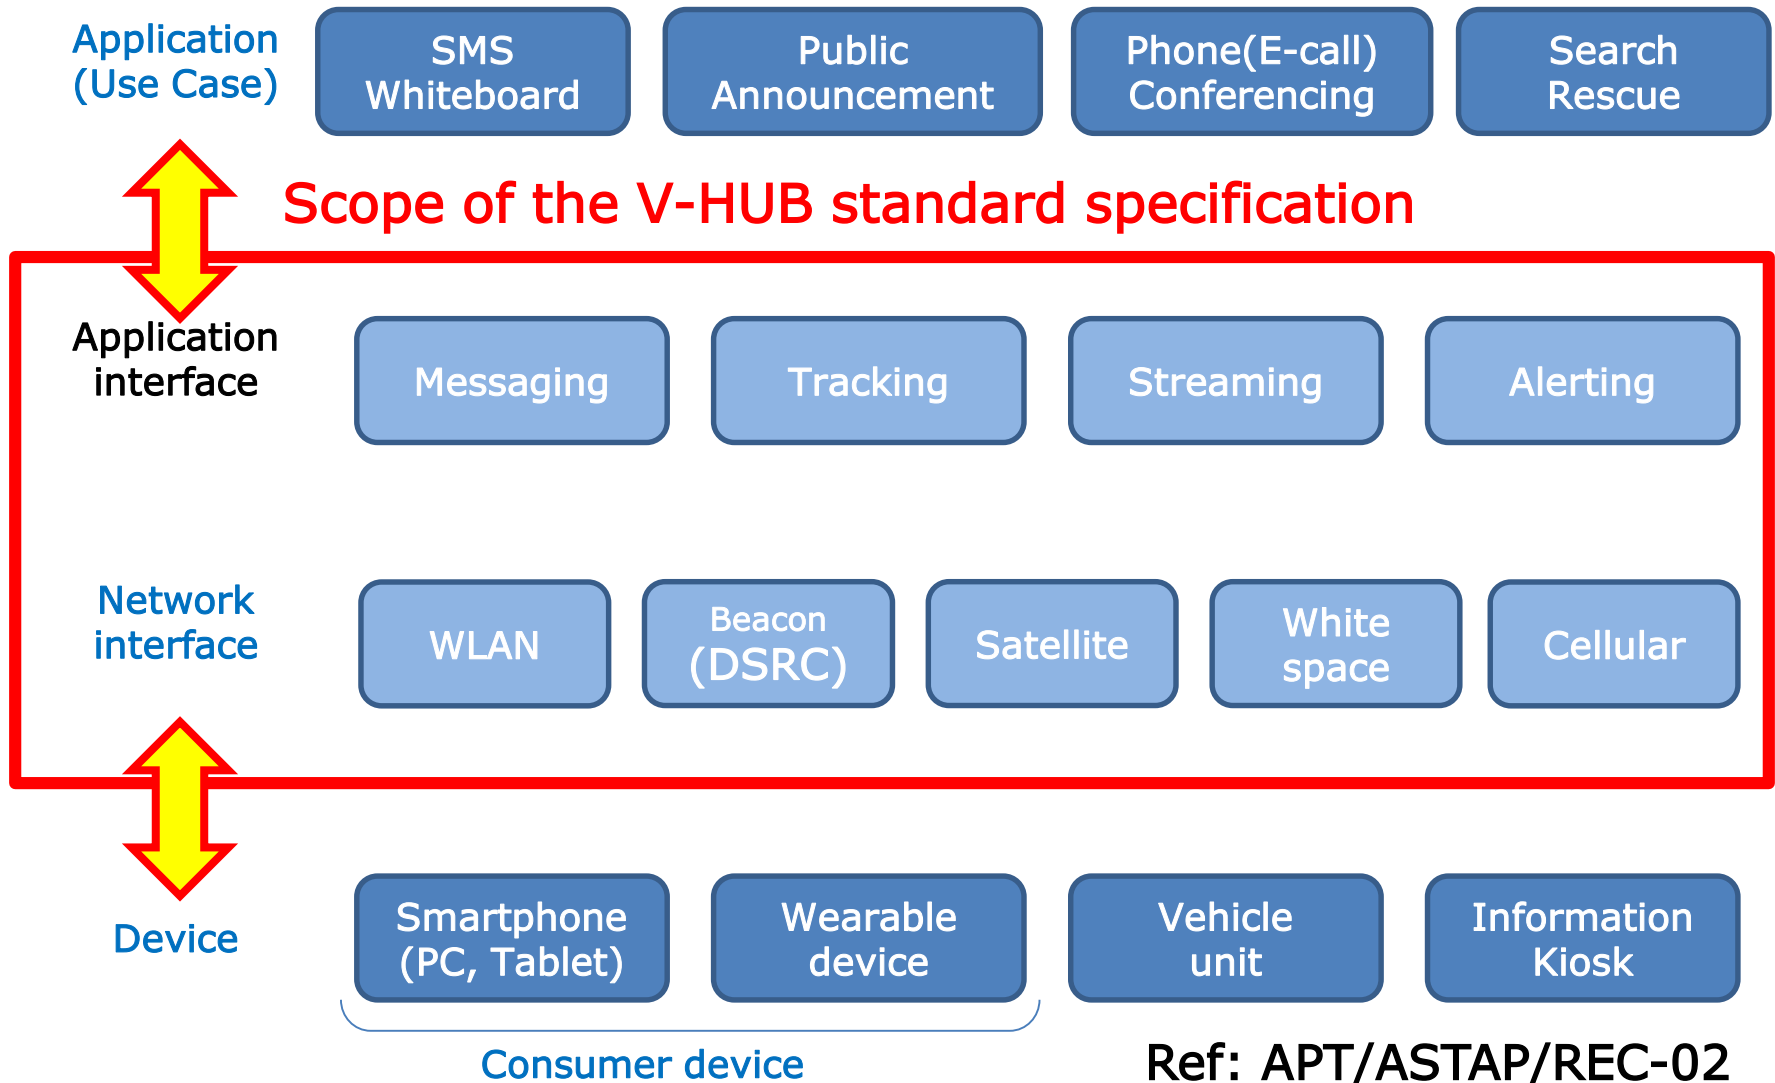 Application
(Use Case)
SMS
Whiteboard
Public
Announcement
Phone(E-call)
Conferencing
Search
Rescue
Scope of the V-HUB standard specification
Application
interface
Messaging
Tracking
Streaming
Alerting
Network
interface
WLAN
Beacon
(DSRC)
Satellite
White
space
Cellular
Device
Smartphone
(PC, Tablet)
Wearable
device
Vehicle
unit
Information
Kiosk
Consumer device
Ref: APT/ASTAP/REC-02